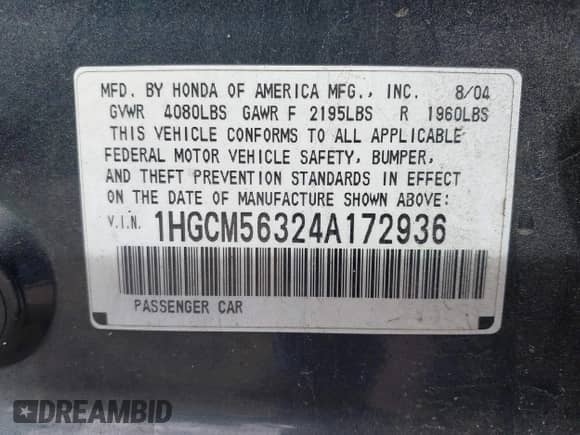 MFD. BY HONDA OF AMERICA MFG., INC. 8/04
GVWR 4080LBS GAWR F 2195LBS R 1960LBS
THIS VEHICLE CONFORMS TO ALL APPLICABLE
FEDERAL MOTOR VEHICLE SAFETY, BUMPER,
AND THEFT PREVENTION STANDARDS IN EFFECT
ON THE DATE OF MANUFACTURE SHOWN ABOVE:
V.I.N. 1HGCM56324A172936
PASSENGER CAR
DREAMBID